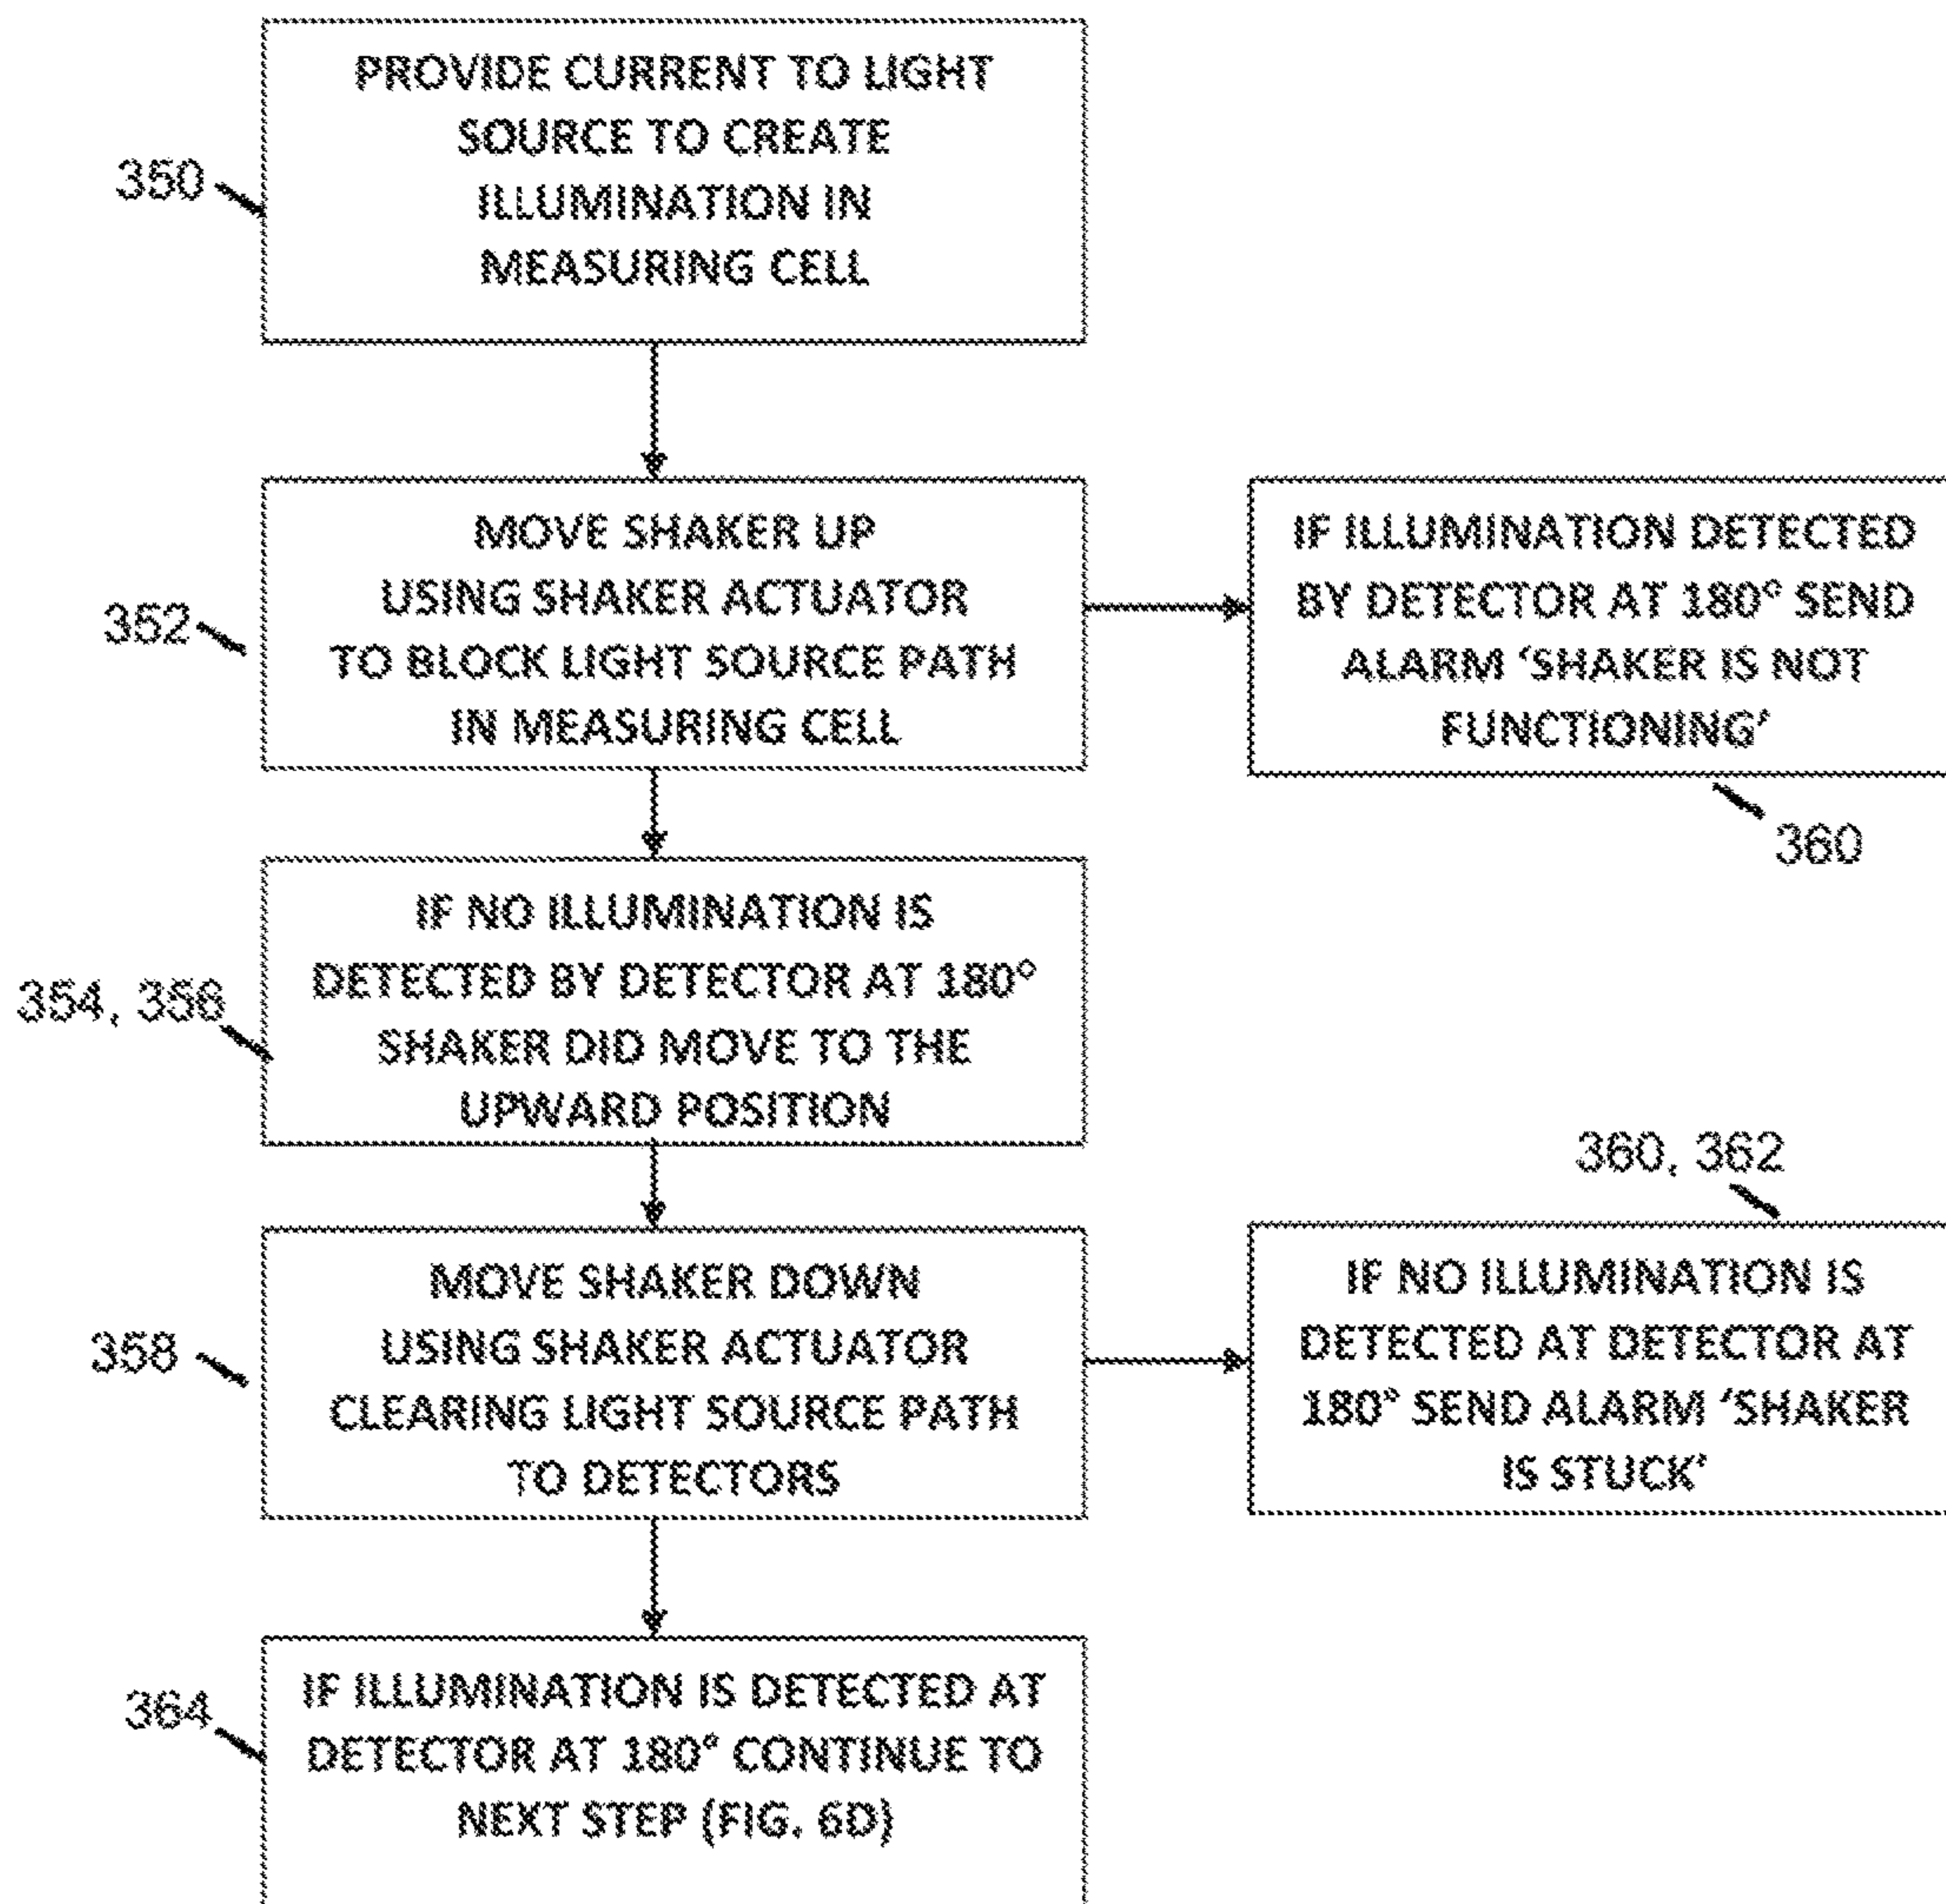 PROVIDE CURRENT TO LIGHT
SOURCE TO CREATE
ILLUMINATION IN
MEASURING CELL
350
MOVE SHAKER UP
USING SHAKER ACTUATOR
TO BLOCK LIGHT SOURCE PATH
IN MEASURING CELL
352
IF ILLUMINATION DETECTED
BY DETECTOR AT 180° SEND
ALARM ‘SHAKER IS NOT
FUNCTIONING’
360
IF NO ILLUMINATION IS
DETECTED BY DETECTOR AT 180°
SHAKER DID MOVE TO THE
UPWARD POSITION
354, 356
MOVE SHAKER DOWN
USING SHAKER ACTUATOR
CLEARING LIGHT SOURCE PATH
TO DETECTORS
358
360, 362
IF NO ILLUMINATION IS
DETECTED AT DETECTOR AT
180° SEND ALARM ‘SHAKER
IS STUCK’
IF ILLUMINATION IS DETECTED AT
DETECTOR AT 180° CONTINUE TO
NEXT STEP (FIG. 6D)
364